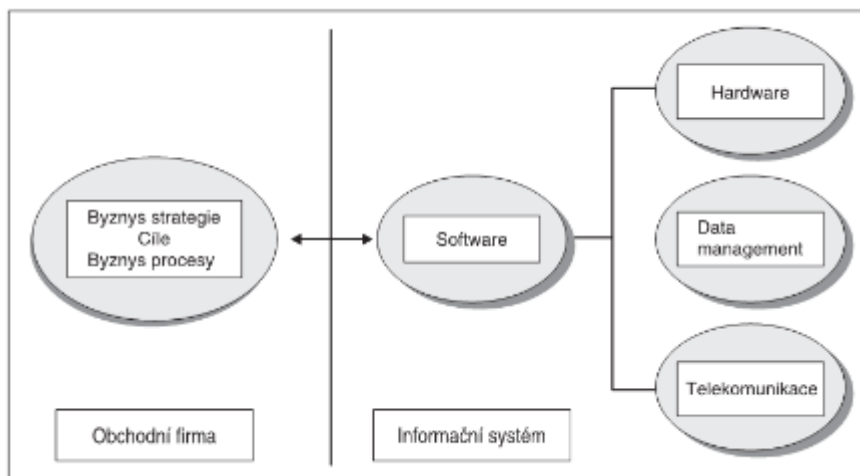 Byznys strategie
Cíle
Byznys procesy
Obchodní firma
Software
Informační systém
Hardware
Data
management
Telekomunikace